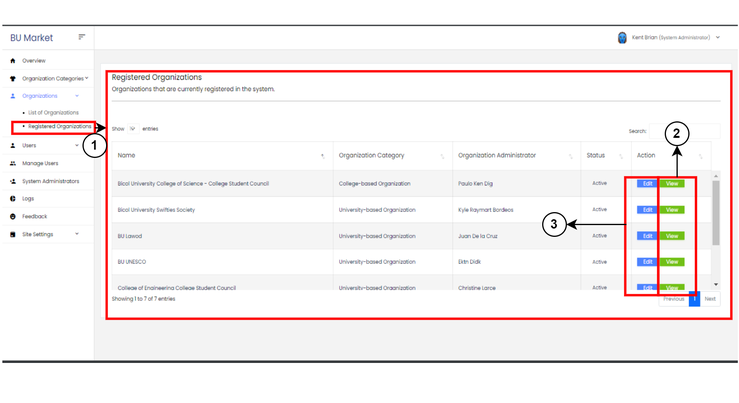 BU Market
Kent Brian (System Administrator)
Overview
Organization Categories
Organizations
List of Organizations
Registered Organizations
Users
Manage Users
System Administrators
Logs
Feedback
Site Settings
1
Registered Organizations
Organizations that are currently registered in the system.
Show entries
Search:
2
Name Organization Category Organization Administrator Status Action
Bicol University College of Science - College Student Council College-based Organization Paulo Ken Dig Active Edit View
Bicol University Swifties Society University-based Organization Kyle Raymart Bordeos Active Edit View
3
BU Lawod University-based Organization Juan De la Cruz Active Edit View
BU UNESCO University-based Organization Ektn Didk Active Edit View
College of Engineering College Student Council University-based Organization Christine Larce Active Edit View
Showing 1 to 7 of 7 entries
Previous 1 Next